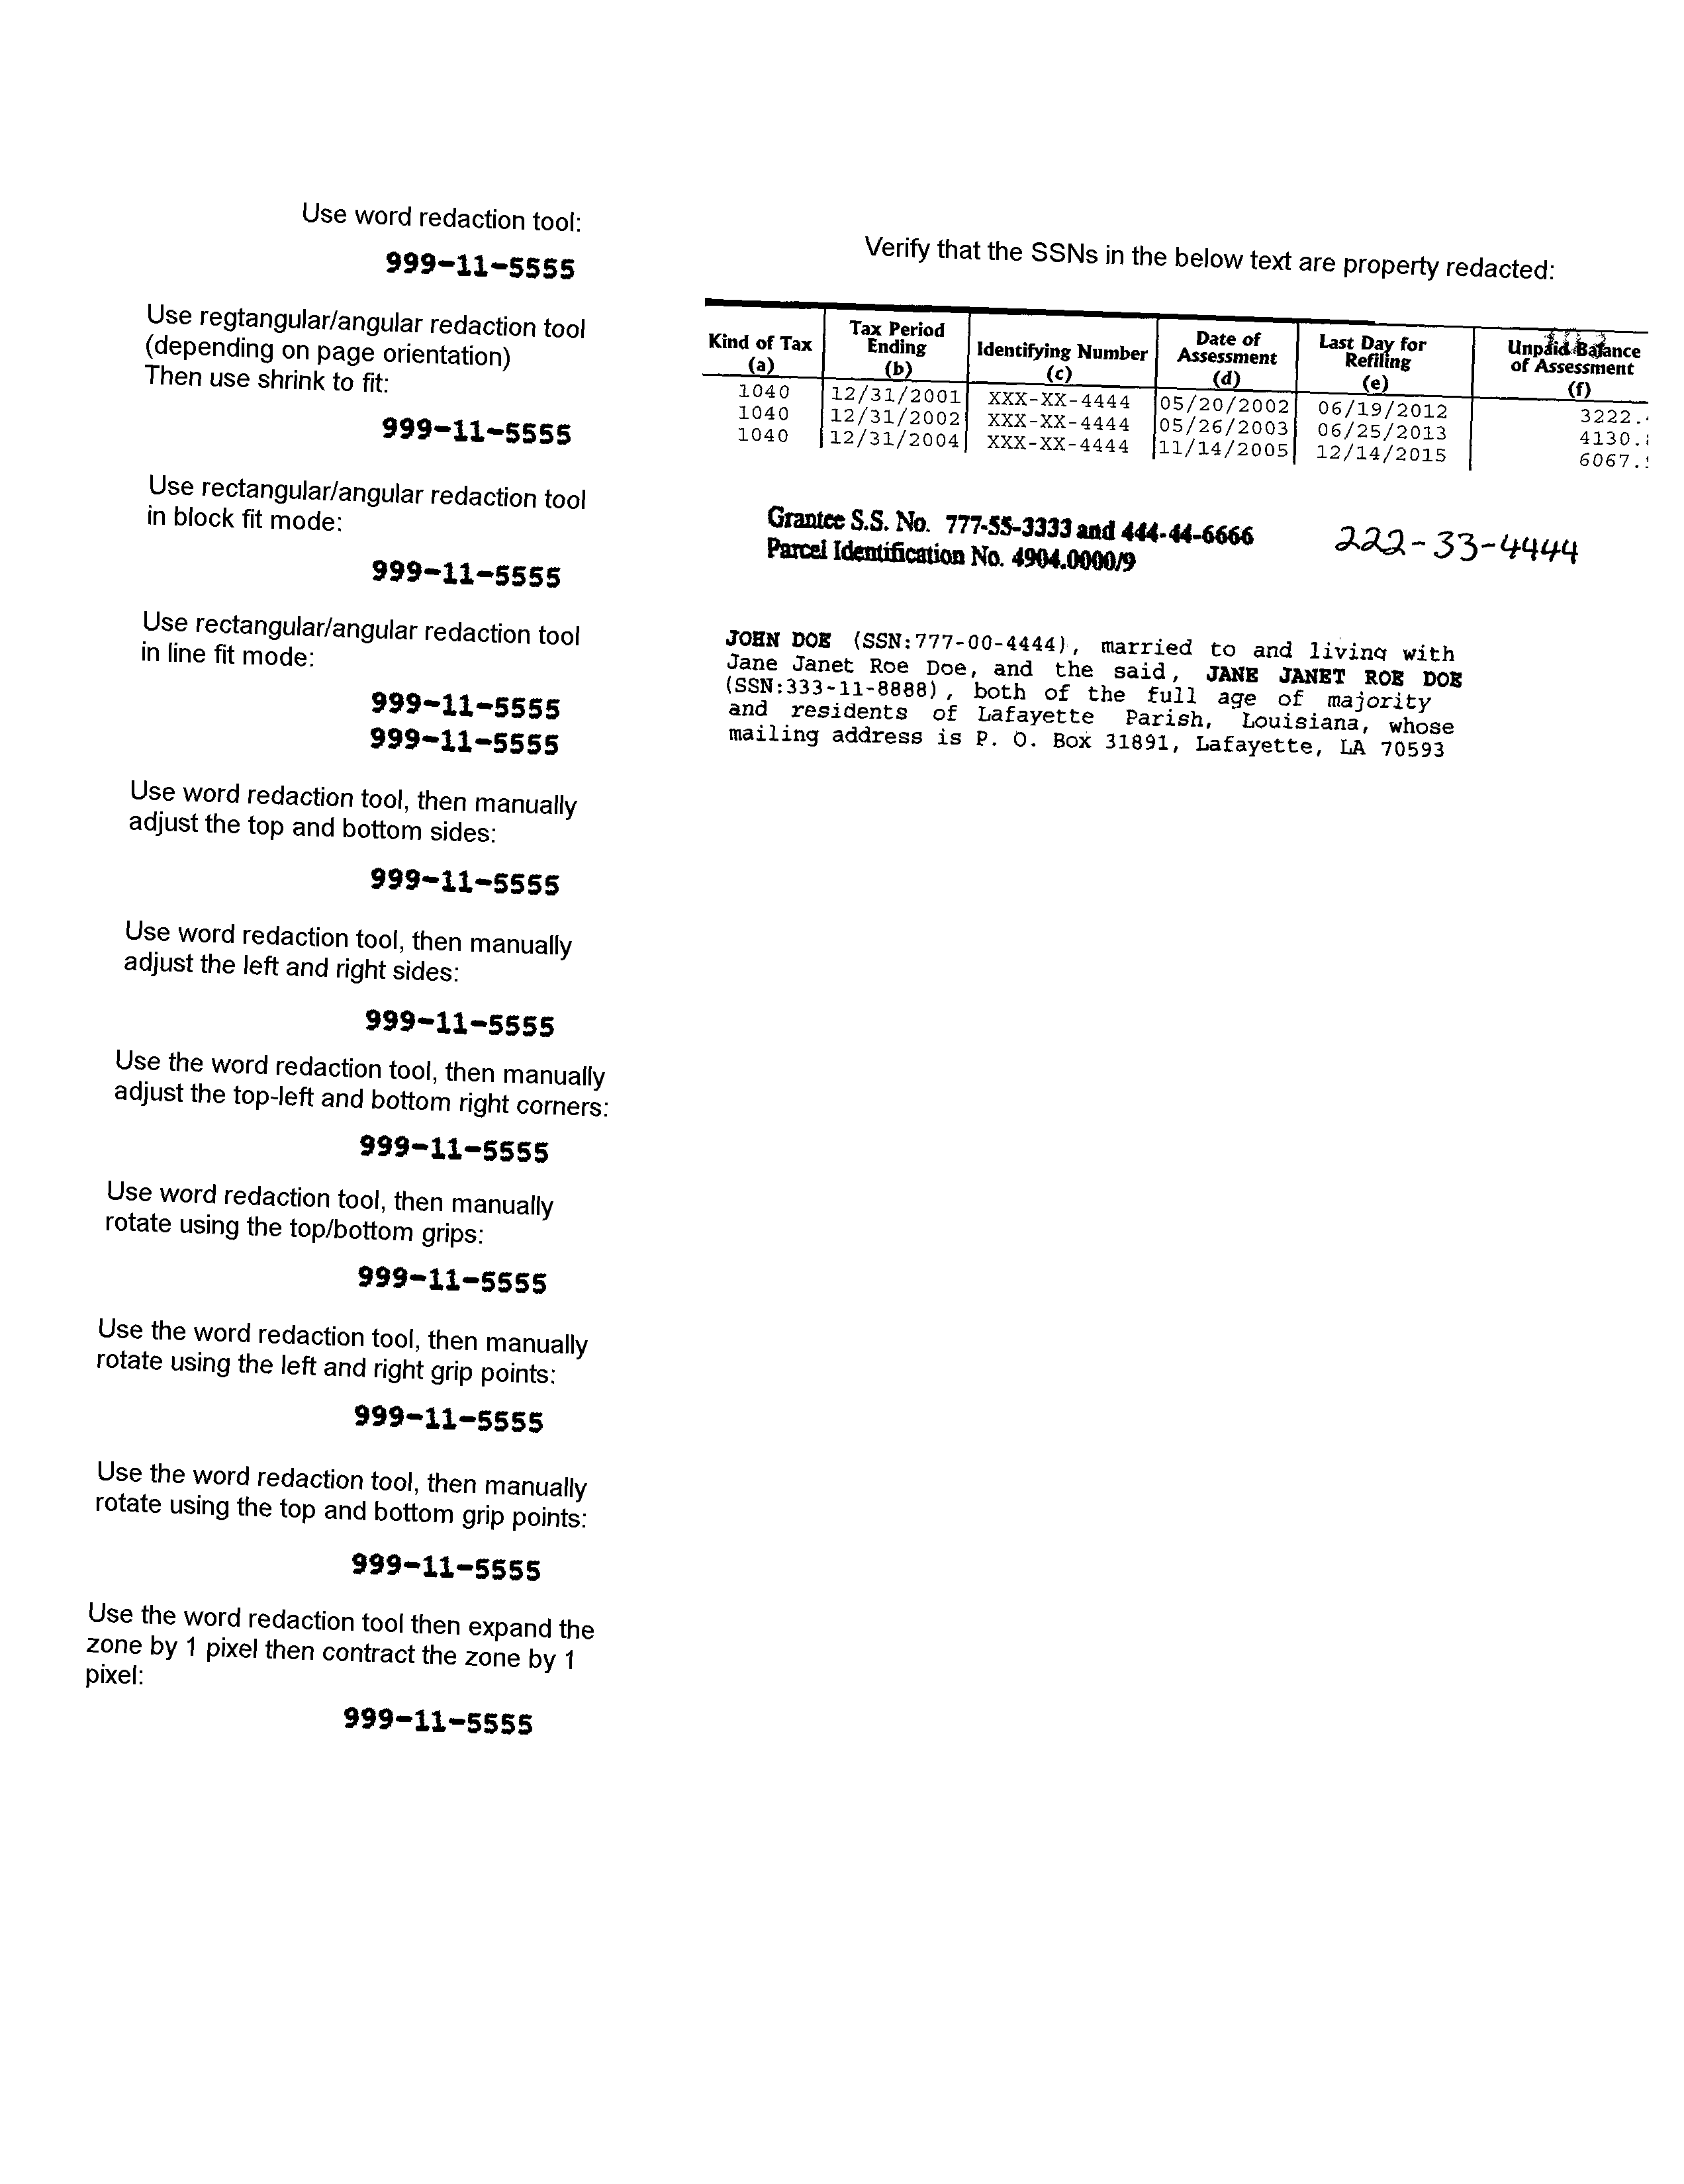 Use word redaction tool:
999-11-5555
Use regtangular/angular redaction tool
(depending on page orientation)
Then use shrink to fit:
999-11-5555
Use rectangular/angular redaction tool
in block fit mode:
999-11-5555
Use rectangular/angular redaction tool
in line fit mode:
999-11-5555
999-11-5555
Use word redaction tool, then manually
adjust the top and bottom sides:
999-11-5555
Use word redaction tool, then manually
adjust the left and right sides:
999-11-5555
Use the word redaction tool, then manually
adjust the top-left and bottom right corners:
999-11-5555
Use word redaction tool, then manually
rotate using the top/bottom grips:
999-11-5555
Use the word redaction tool, then manually
rotate using the left and right grip points:
999-11-5555
Use the word redaction tool, then manually
rotate using the top and bottom grip points:
999-11-5555
Use the word redaction tool then expand the
zone by 1 pixel then contract the zone by 1
pixel:
999-11-5555
Verify that the SSNs in the below text are property redacted:
Kind of Tax (a) Tax Period Ending (b) Identifying Number (c) Date of Assessment (d) Last Day for Refiling (e) Unpaid Balance of Assessment (f)
1040 12/31/2001 XXX-XX-4444 05/20/2002 06/19/2012 3222.
1040 12/31/2002 XXX-XX-4444 05/26/2003 06/25/2013 4130.
1040 12/31/2004 XXX-XX-4444 11/14/2005 12/14/2015 6067.
Grantee S.S. No. 777-55-3333 and 444-44-6666
Parcel Identification No. 4904.0000/9
222-33-4444
JOHN DOE (SSN:777-00-4444), married to and living with
Jane Janet Roe Doe, and the said, JANE JANET ROE DOE
(SSN:333-11-8888), both of the full age of majority
and residents of Lafayette Parish, Louisiana, whose
mailing address is P. O. Box 31891, Lafayette, LA 70593